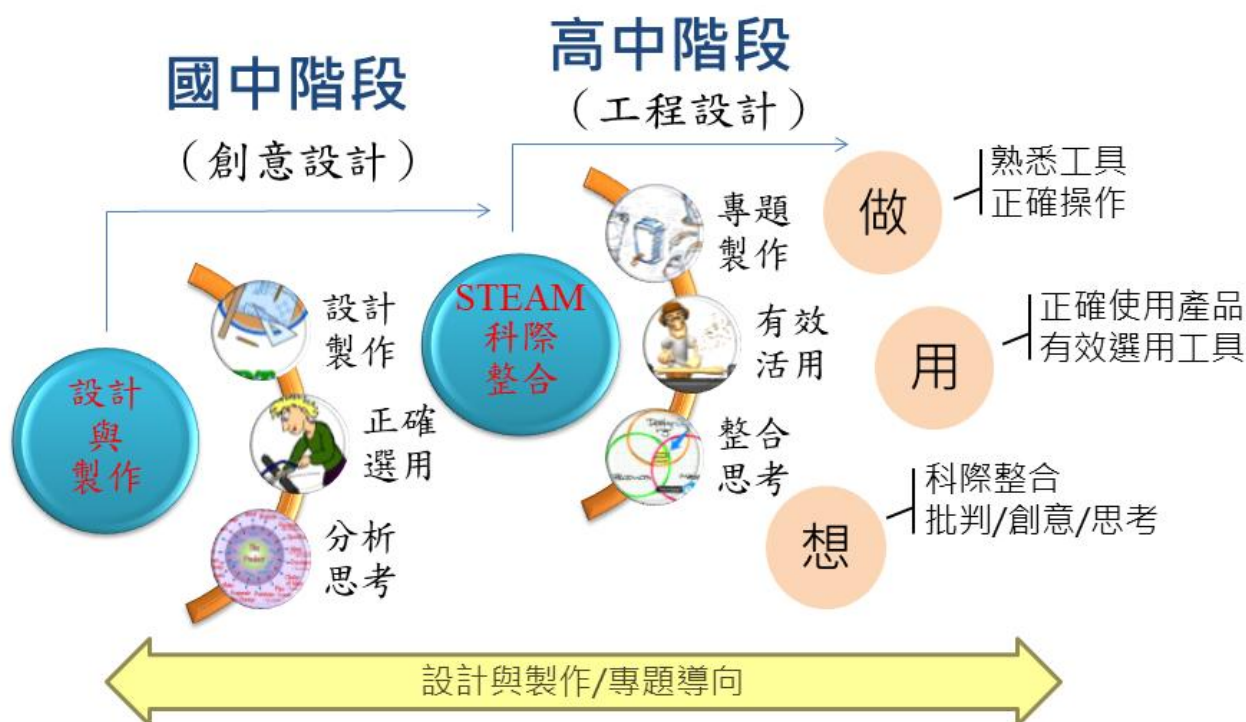 國中階段
（創意設計）
設計
與
製作
設計
製作
正確
選用
分析
思考
高中階段
（工程設計）
STEAM
科際
整合
專題
製作
有效
活用
整合
思考
做
熟悉工具
正確操作
用
正確使用產品
有效選用工具
想
科際整合
批判/創意/思考
設計與製作/專題導向